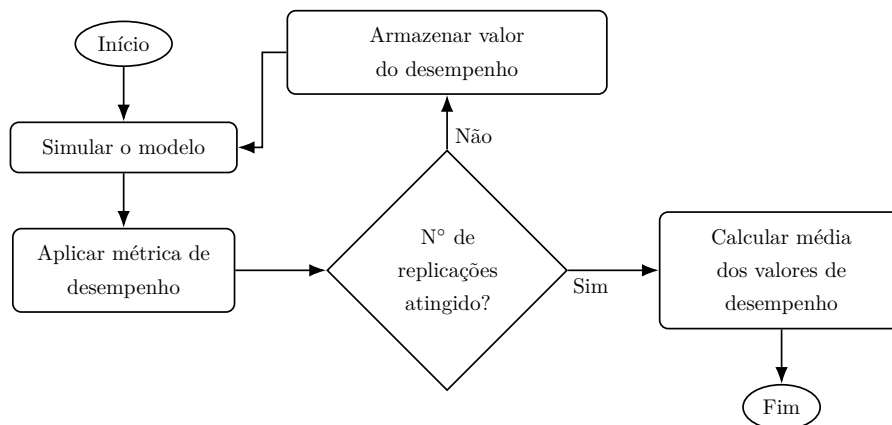 Início
Armazenar valor
do desempenho
Simular o modelo
Não
Aplicar métrica de
desempenho
N° de
replicações
atingido?
Sim
Calcular média
dos valores de
desempenho
Fim